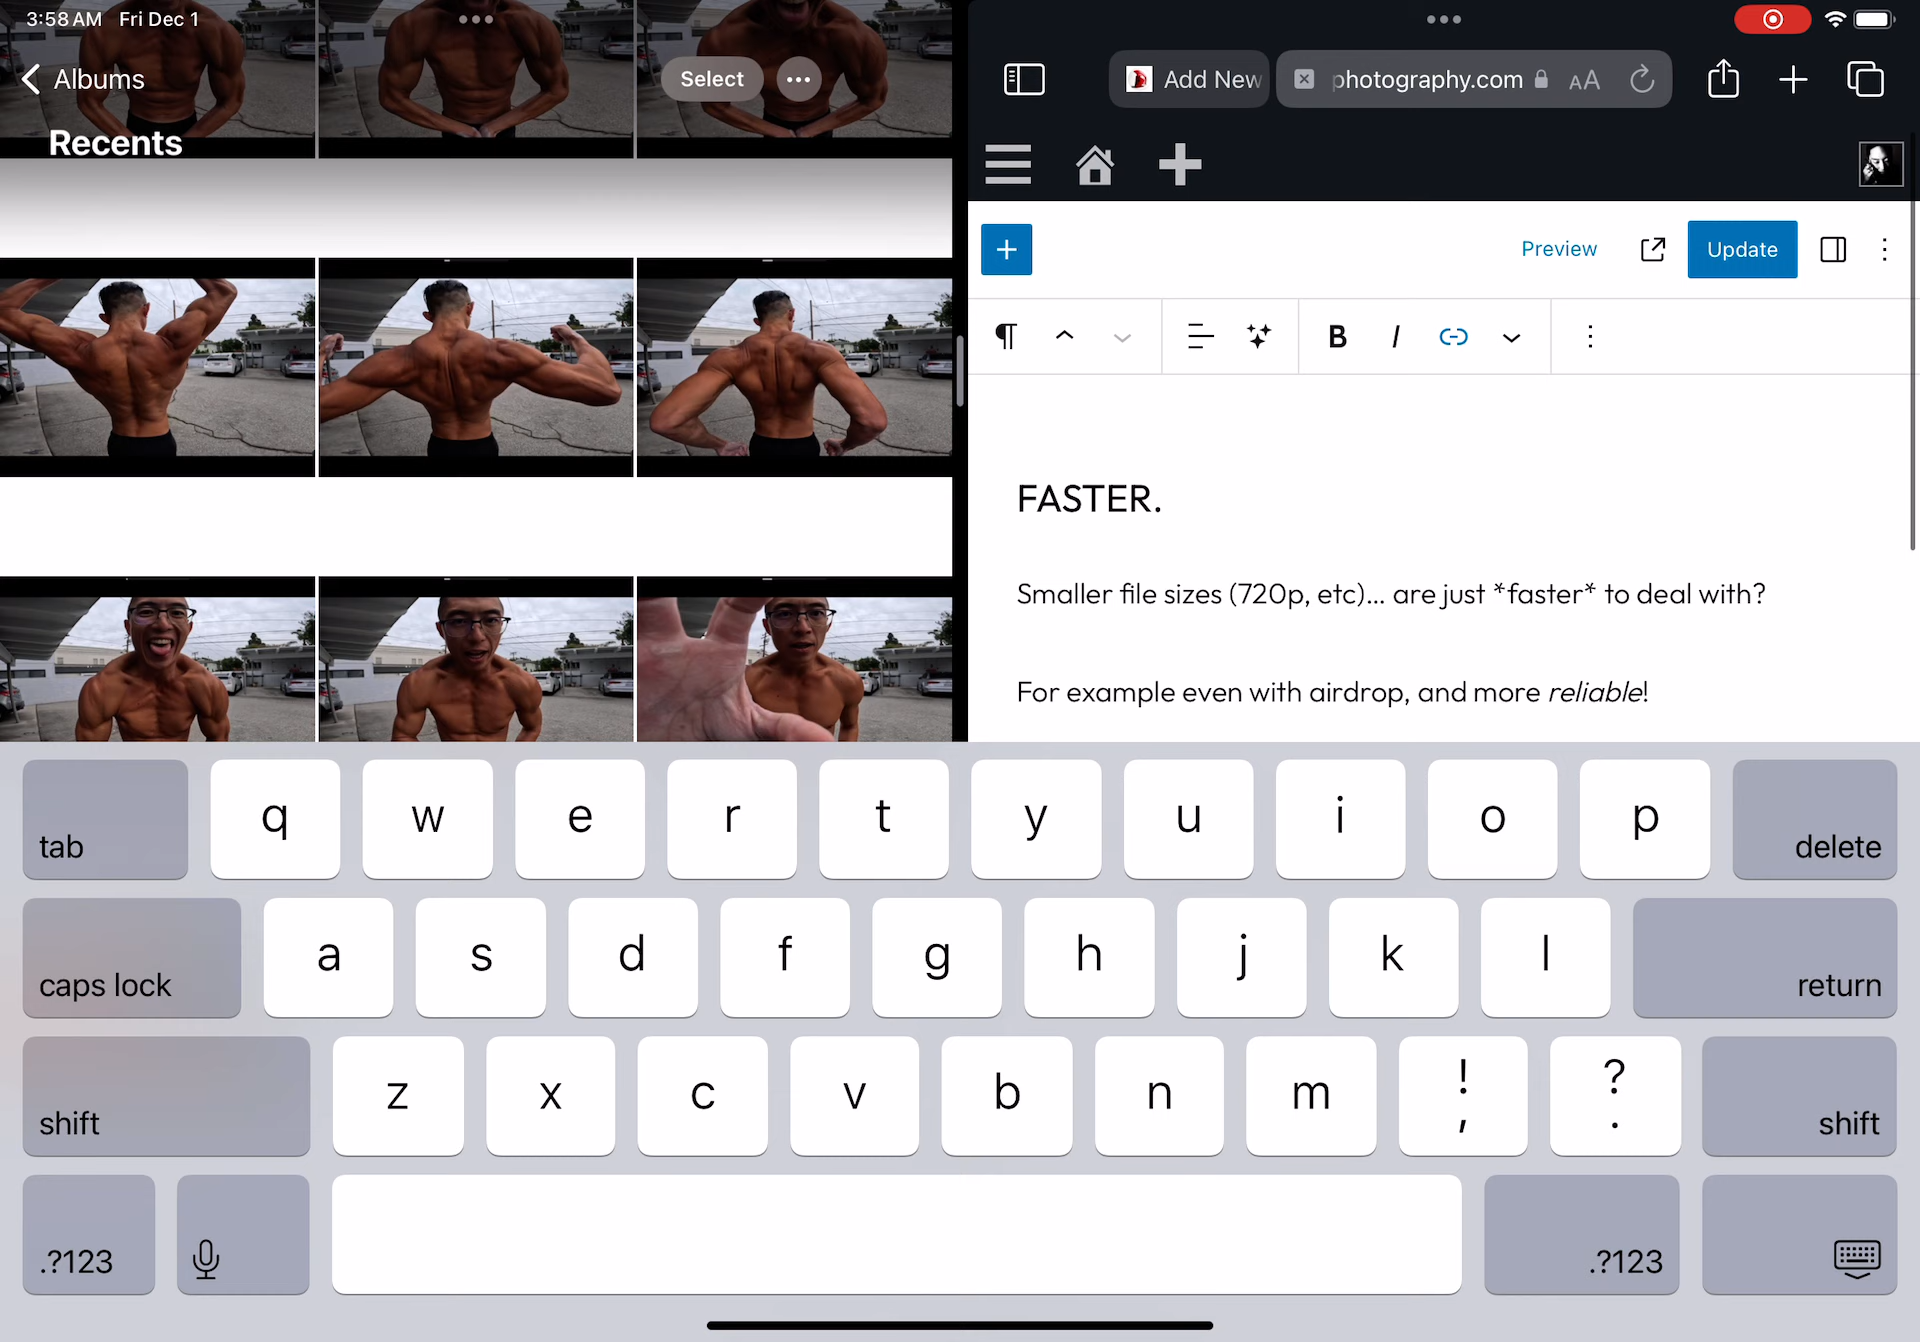 3:58 AM Fri Dec 1
Albums
Select
Recents
Add New
photography.com
AA
Preview
Update
B I
FASTER.
Smaller file sizes (720p, etc)... are just *faster* to deal with?
For example even with airdrop, and more reliable!
tab q w e r t y u i o p delete
caps lock a s d f g h j k l return
shift z x c v b n m ! , ? . shift
.?123 .?123